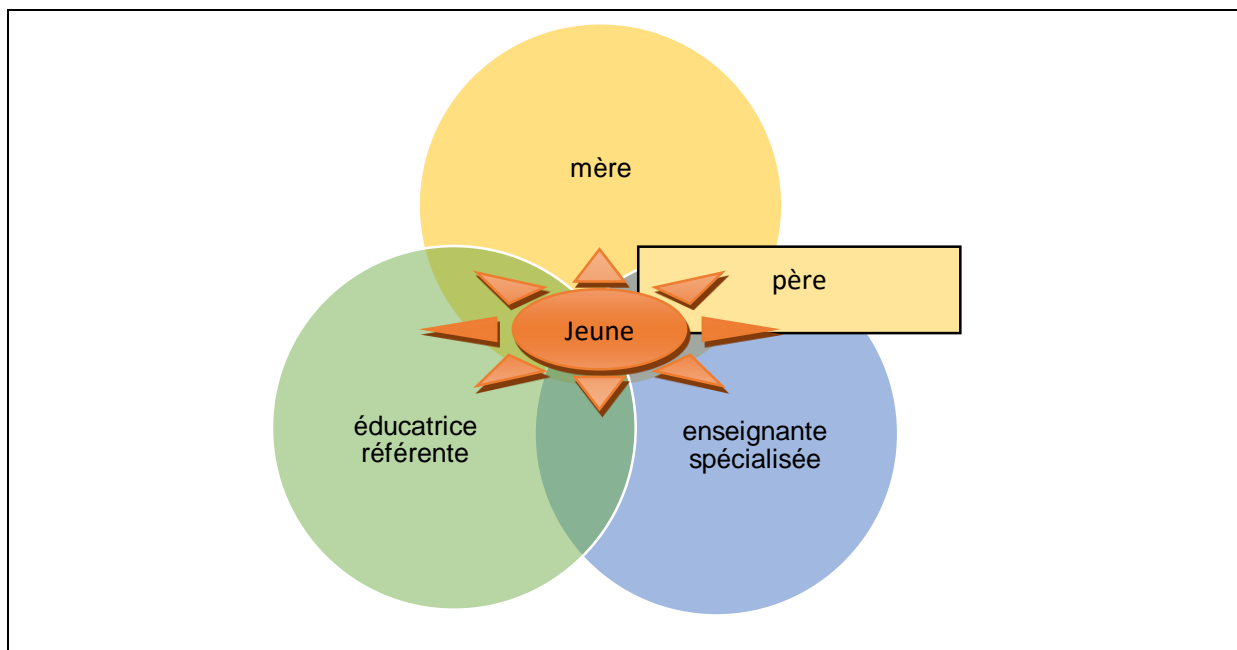 mère
père
Jeune
éducatrice
référente
enseignante
spécialisée